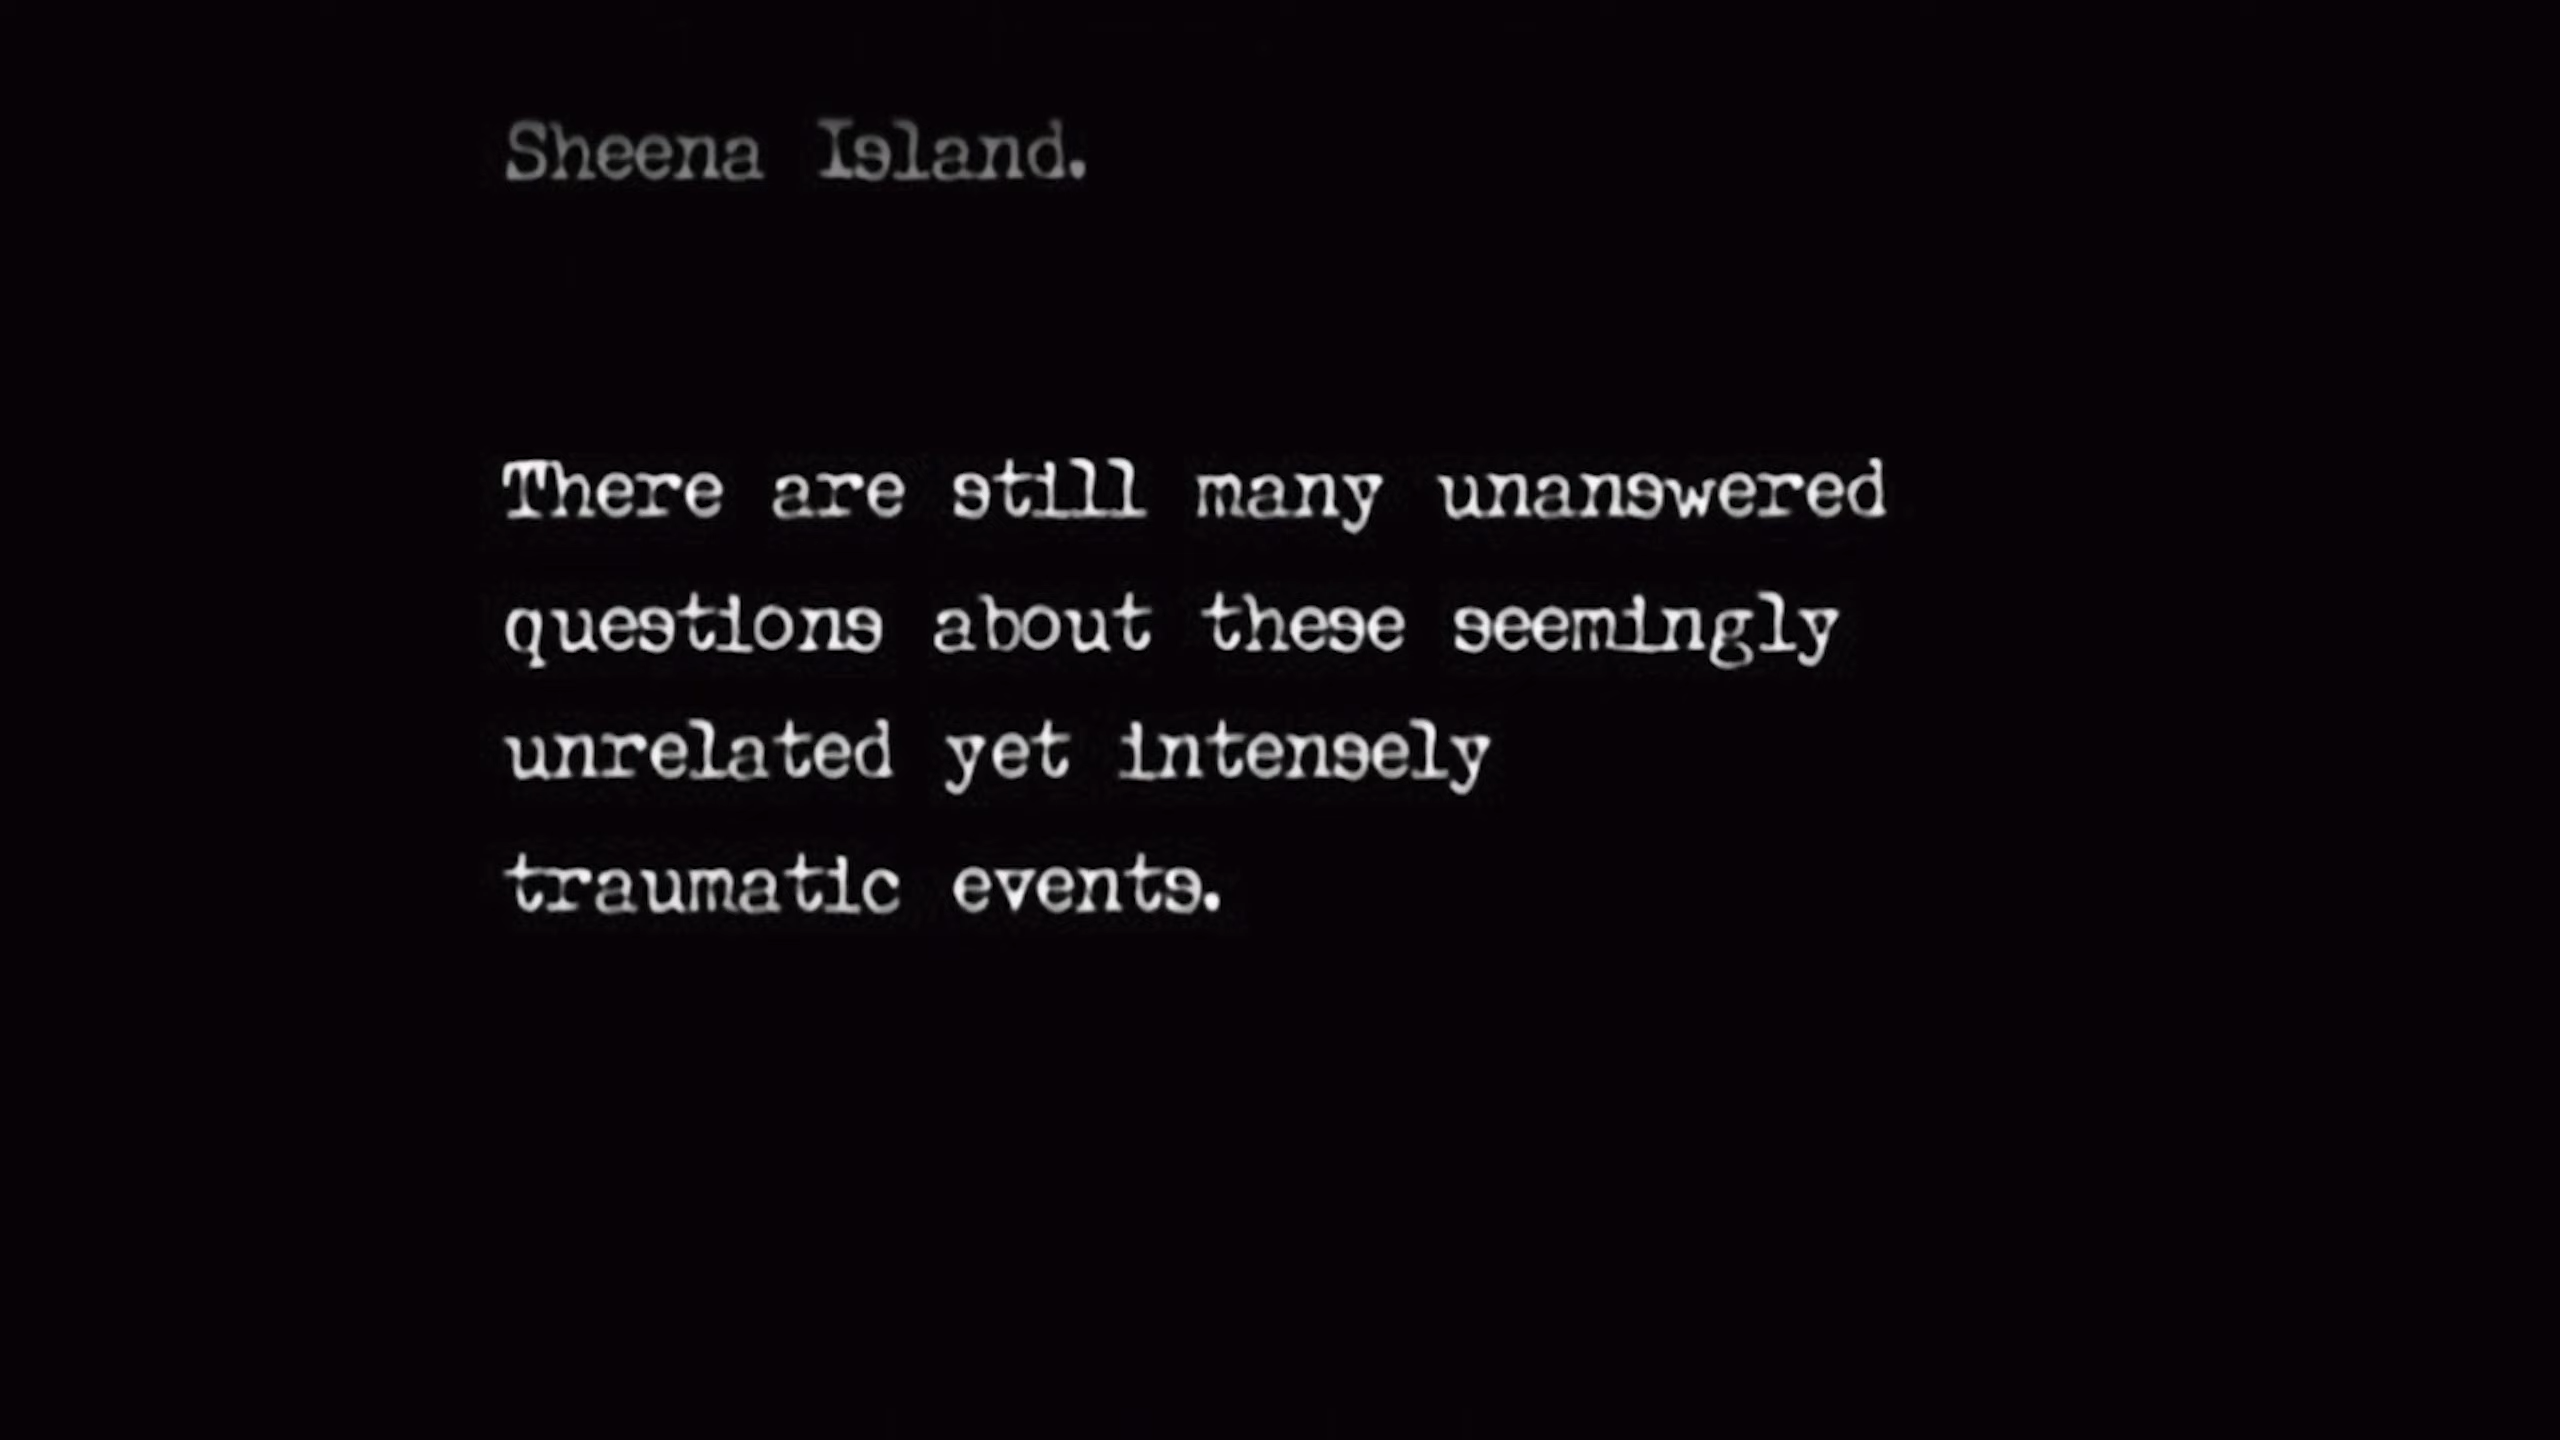 Sheena Island.
There are still many unanswered
questions about these seemingly
unrelated yet intensely
traumatic events.